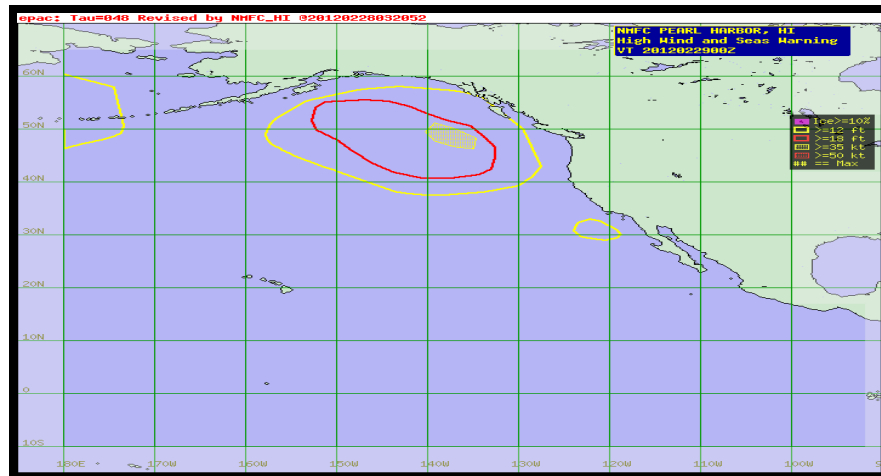 epac: Tau=048 Revised by NMFC_HI @20120228032052
NMFC PEARL HARBOR, HI
High Wind and Seas Warning
VT 2012022900Z
60N
50N
Ice>=10%
>=12 ft
>=18 ft
>=35 kt
>=50 kt
## == Max
40N
30N
20N
10N
0
10S
180E
170W
160W
150W
140W
130W
120W
110W
100W
9